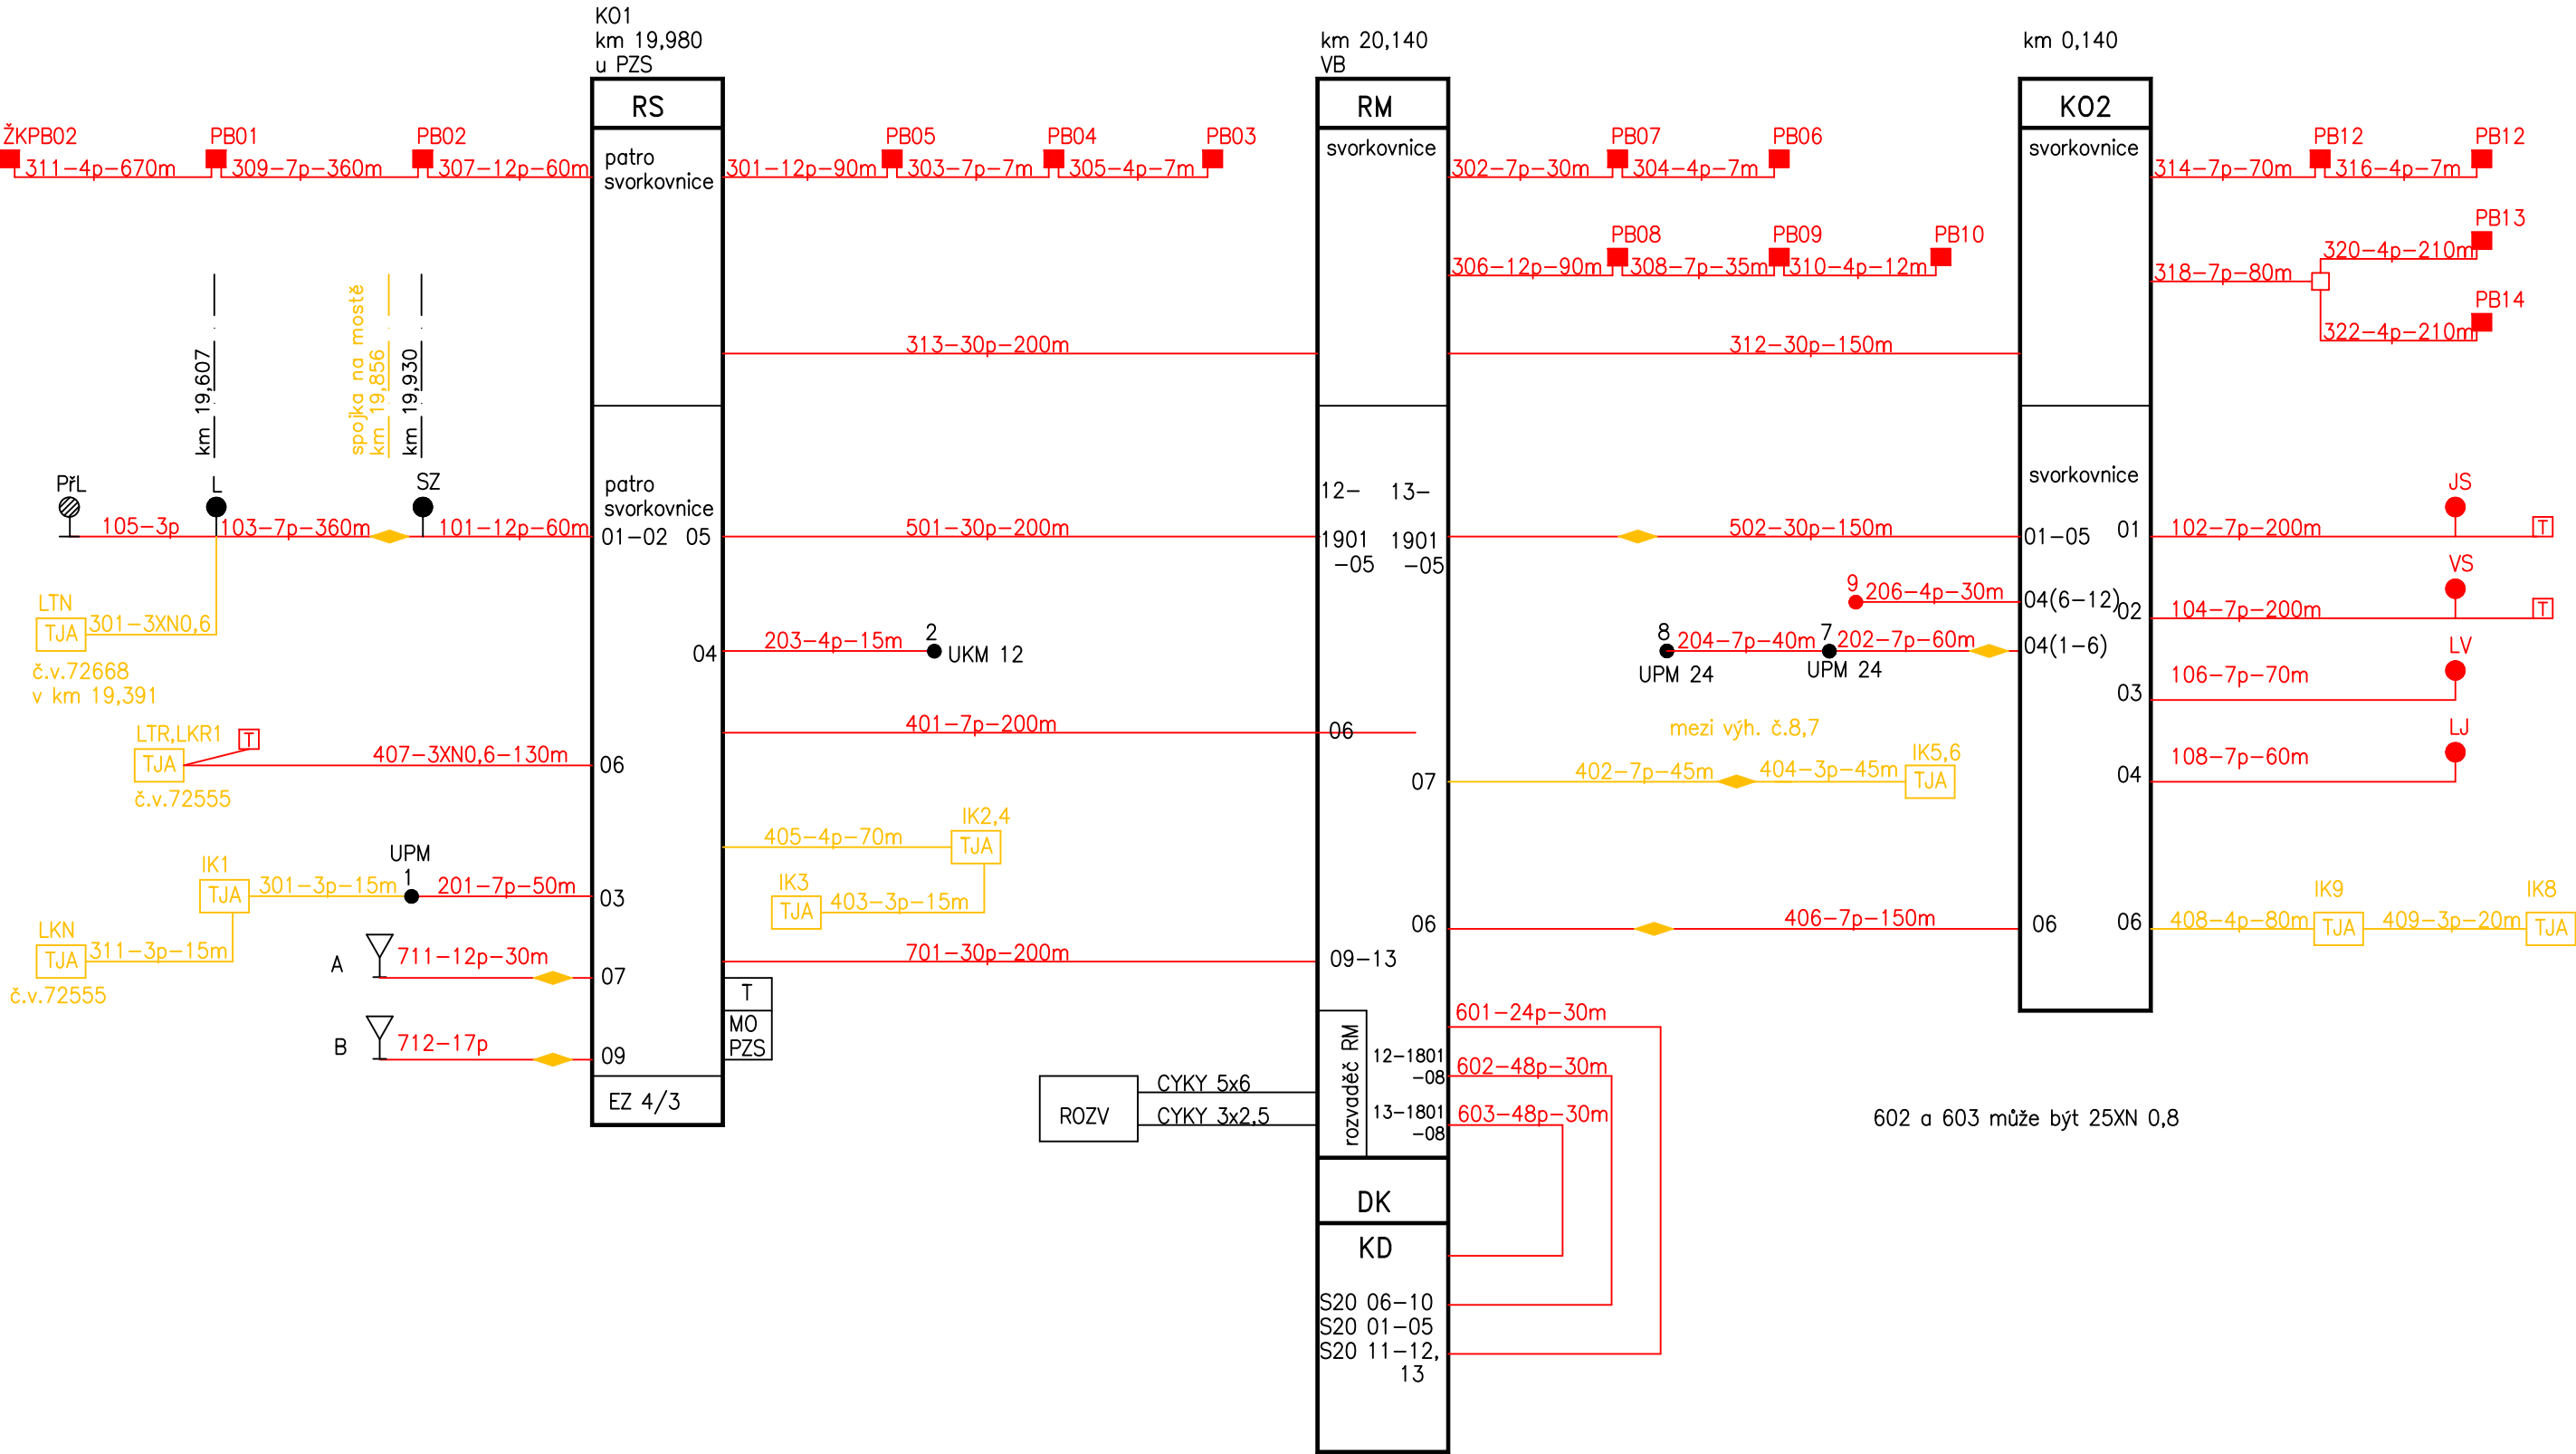 KO1
km 19,980
u PZS
RS
patro
svorkovnice
patro
svorkovnice
01-02 05
04
06
03
07
09
EZ 4/3
T
MO
PZS
ŽKPB02
311-4p-670m
PB01
309-7p-360m
PB02
307-12p-60m
301-12p-90m
PB05
303-7p-7m
PB04
305-4p-7m
PB03
km 19,607
spojka na mostě
km 19,856
km 19,930
PřL
L
SZ
105-3p
103-7p-360m
101-12p-60m
LTN
TJA
301-3XN0,6
č.v.72668
v km 19,391
LTR,LKR1
T
TJA
407-3XN0,6-130m
č.v.72555
IK1
TJA
301-3p-15m
UPM
1
201-7p-50m
LKN
TJA
311-3p-15m
č.v.72555
A
711-12p-30m
B
712-17p
313-30p-200m
501-30p-200m
203-4p-15m
2
UKM 12
401-7p-200m
405-4p-70m
IK2,4
TJA
IK3
TJA
403-3p-15m
701-30p-200m
ROZV
CYKY 5x6
CYKY 3x2,5
km 20,140
VB
RM
svorkovnice
12- 13-
1901 1901
-05 -05
06
07
06
09-13
rozvaděč RM
12-1801
-08
13-1801
-08
DK
KD
S20 06-10
S20 01-05
S20 11-12,
13
302-7p-30m
PB07
304-4p-7m
PB06
306-12p-90m
PB08
308-7p-35m
PB09
310-4p-12m
PB10
312-30p-150m
502-30p-150m
9
206-4p-30m
8
204-7p-40m
7
202-7p-60m
UPM 24
UPM 24
mezi výh. č.8,7
402-7p-45m
404-3p-45m
IK5,6
TJA
406-7p-150m
601-24p-30m
602-48p-30m
603-48p-30m
602 a 603 může být 25XN 0,8
km 0,140
KO2
svorkovnice
svorkovnice
01-05 01
04(6-12)
02
04(1-6)
03
04
06 06
314-7p-70m
PB12
316-4p-7m
PB12
318-7p-80m
320-4p-210m
PB13
322-4p-210m
PB14
102-7p-200m
JS
T
104-7p-200m
VS
T
106-7p-70m
LV
108-7p-60m
LJ
408-4p-80m
IK9
TJA
409-3p-20m
IK8
TJA